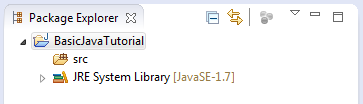 Package Explorer
BasicJavaTutorial
src
JRE System Library [JavaSE-1.7]